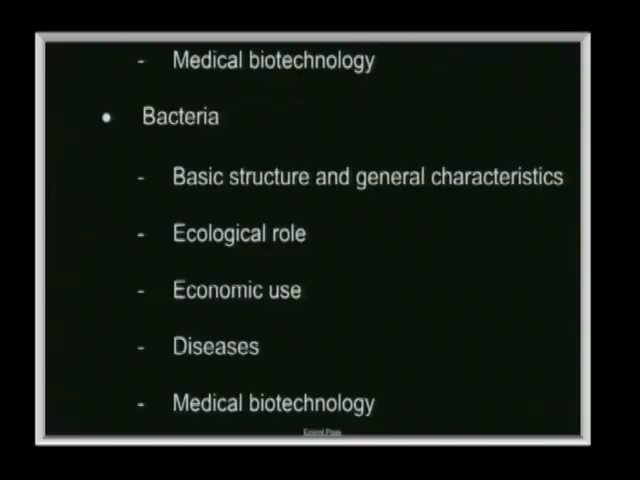 - Medical biotechnology
• Bacteria
- Basic structure and general characteristics
- Ecological role
- Economic use
- Diseases
- Medical biotechnology